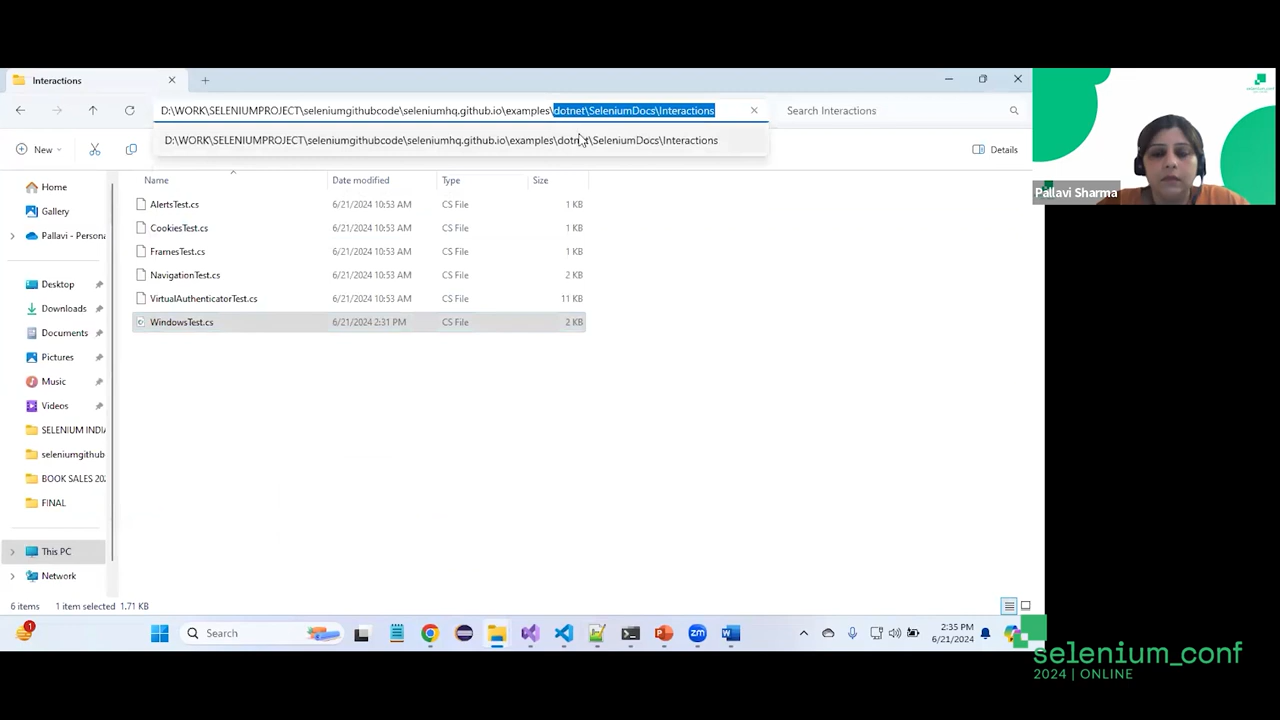 Interactions
D:\WORK\SELENIUMPROJECT\seleniumgithubcode\seleniumhq.github.io\examples\dotnet\SeleniumDocs\Interactions
Search Interactions
D:\WORK\SELENIUMPROJECT\seleniumgithubcode\seleniumhq.github.io\examples\dotnet\SeleniumDocs\Interactions
New
Details
Name Date modified Type Size
AlertsTest.cs 6/21/2024 10:53 AM CS File 1 KB
CookiesTest.cs 6/21/2024 10:53 AM CS File 1 KB
FramesTest.cs 6/21/2024 10:53 AM CS File 1 KB
NavigationTest.cs 6/21/2024 10:53 AM CS File 2 KB
VirtualAuthenticatorTest.cs 6/21/2024 10:53 AM CS File 11 KB
WindowsTest.cs 6/21/2024 2:31 PM CS File 2 KB
Home
Gallery
Pallavi - Persona
Desktop
Downloads
Documents
Pictures
Music
Videos
SELENIUM INDIA
seleniumgithub
BOOK SALES 202
FINAL
This PC
Network
6 items 1 item selected 1.71 KB
1
Search
zm
2:35 PM
6/21/2024
Pallavi Sharma
selenium_conf
2024 | ONLINE